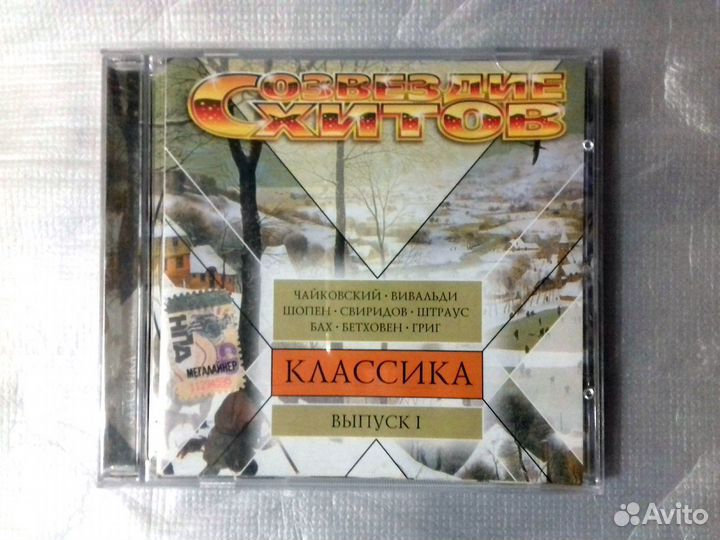 СОЗВЕЗДИЕ
ХИТОВ
ЧАЙКОВСКИЙ · ВИВАЛЬДИ
ШОПЕН · СВИРИДОВ · ШТРАУС
БАХ · БЕТХОВЕН · ГРИГ
КЛАССИКА
ВЫПУСК I
МЕГАЛАЙНЕР
Avito